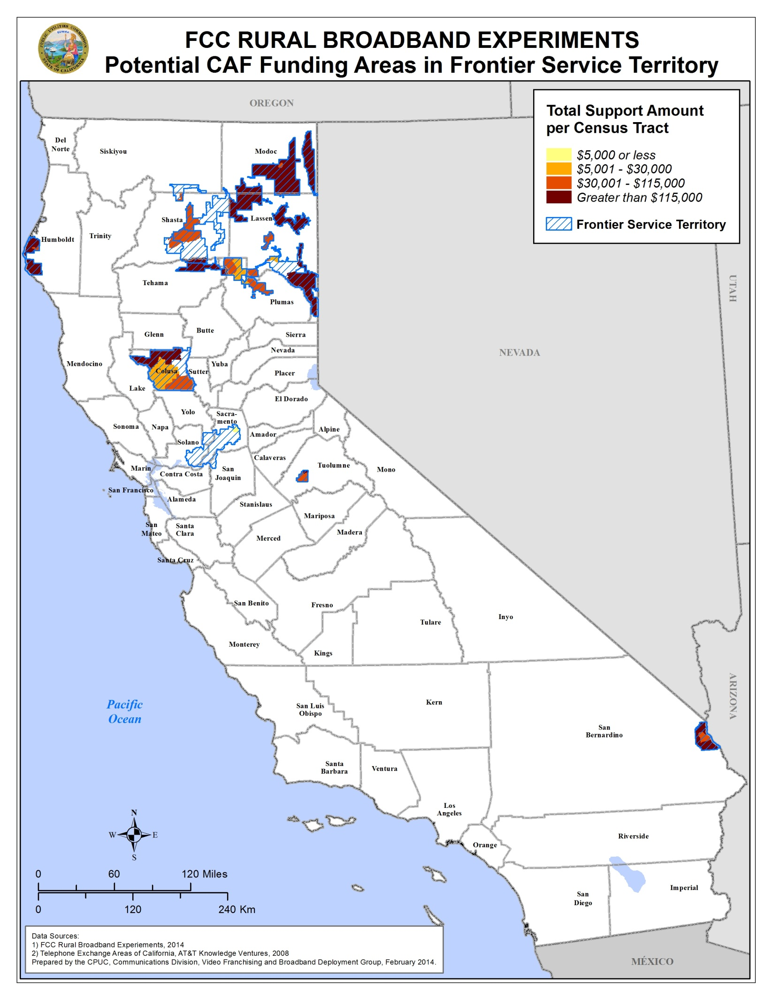 PUBLIC UTILITIES COMMISSION
EUREKA
STATE OF CALIFORNIA
FCC RURAL BROADBAND EXPERIMENTS
Potential CAF Funding Areas in Frontier Service Territory
OREGON
Total Support Amount
per Census Tract
$5,000 or less
$5,001 - $30,000
$30,001 - $115,000
Greater than $115,000
Frontier Service Territory
Del
Norte
Siskiyou
Modoc
Shasta
Lassen
Humboldt
Trinity
Tehama
Plumas
UTAH
Butte
Glenn
Sierra
Nevada
NEVADA
Mendocino
Yuba
Colusa
Sutter
Placer
Lake
El Dorado
Yolo
Sacra-
mento
Sonoma
Napa
Amador
Alpine
Solano
Calaveras
Tuolumne
Mono
Marin
Contra Costa
San
Joaquin
San Francisco
Alameda
Stanislaus
Mariposa
San
Mateo
Santa
Clara
Madera
Merced
Santa Cruz
San Benito
Fresno
Inyo
Tulare
Monterey
Kings
ARIZONA
Pacific
Ocean
San Luis
Obispo
Kern
San
Bernardino
Santa
Barbara
Ventura
Los
Angeles
N
W
E
S
Riverside
Orange
0
60
120 Miles
0
120
240 Km
Imperial
San
Diego
Data Sources:
1) FCC Rural Broadband Experiements, 2014
2) Telephone Exchange Areas of California, AT&T Knowledge Ventures, 2008
Prepared by the CPUC, Communications Division, Video Franchising and Broadband Deployment Group, February 2014.
MÉXICO